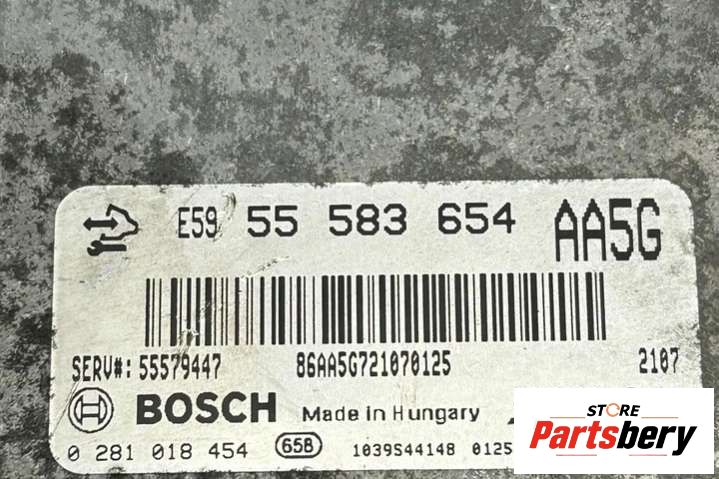 E59 55 583 654 AA5G
SERV#: 55579447 86AA5G721070125 2107
BOSCH Made in Hungary
0 281 018 454 65B 1039S44148 0125
STORE
Partsbery